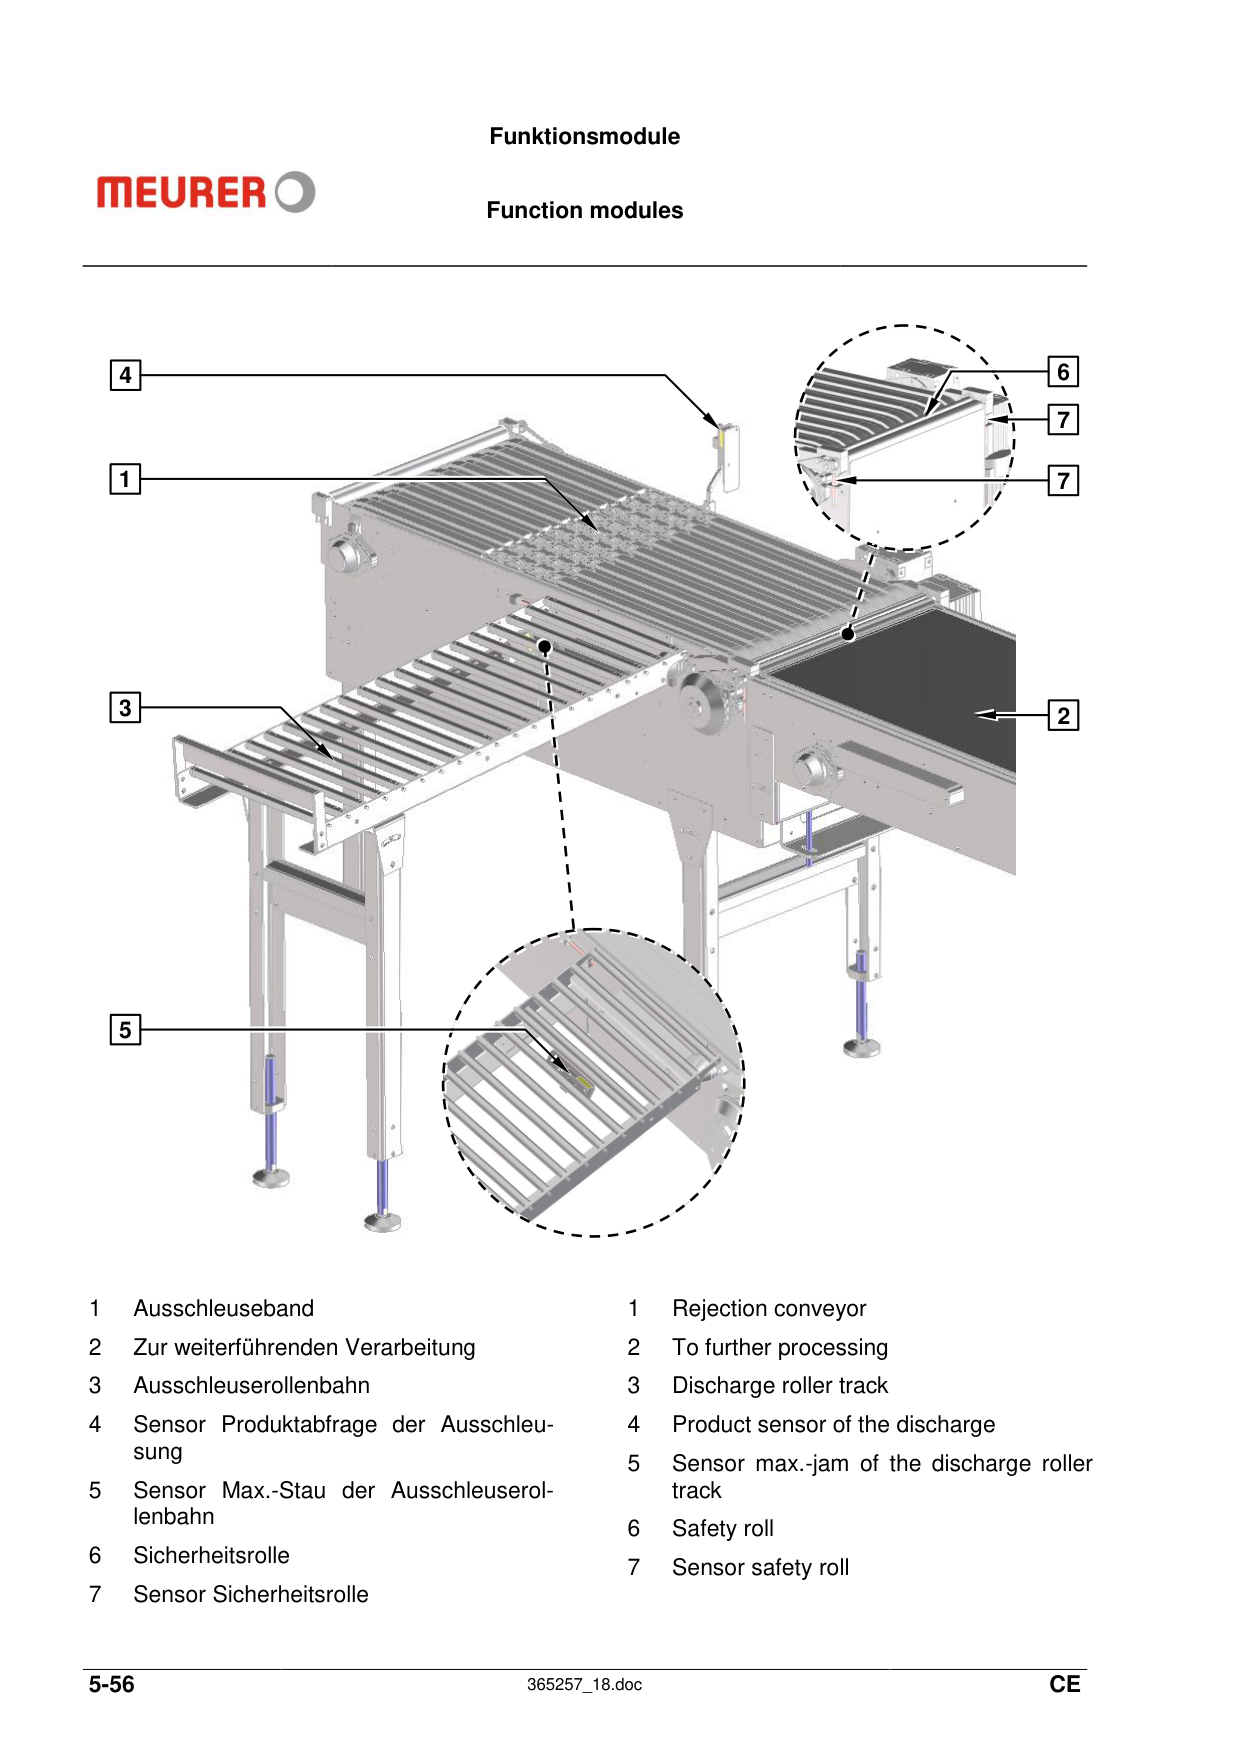 Funktionsmodule
MEURER
Function modules
4
6
7
1
7
3
2
5
1 Ausschleuseband
2 Zur weiterführenden Verarbeitung
3 Ausschleuserollenbahn
4 Sensor Produktabfrage der Ausschleu-
sung
5 Sensor Max.-Stau der Ausschleuserol-
lenbahn
6 Sicherheitsrolle
7 Sensor Sicherheitsrolle
1 Rejection conveyor
2 To further processing
3 Discharge roller track
4 Product sensor of the discharge
5 Sensor max.-jam of the discharge roller
track
6 Safety roll
7 Sensor safety roll
5-56 365257_18.doc CE